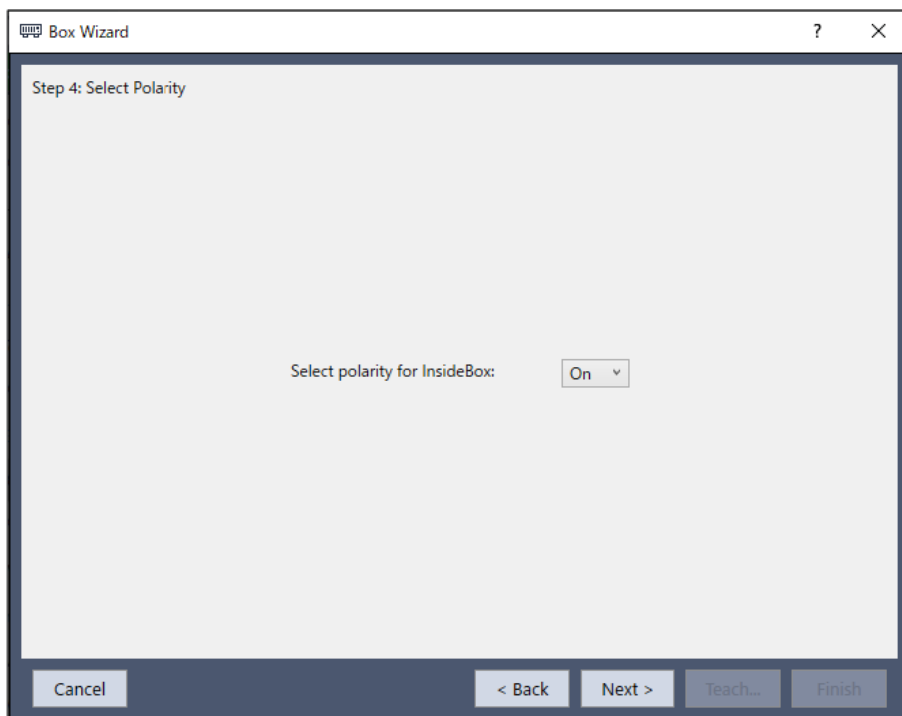 Box Wizard ?
Step 4: Select Polarity
Select polarity for InsideBox: On
Cancel < Back Next > Teach... Finish